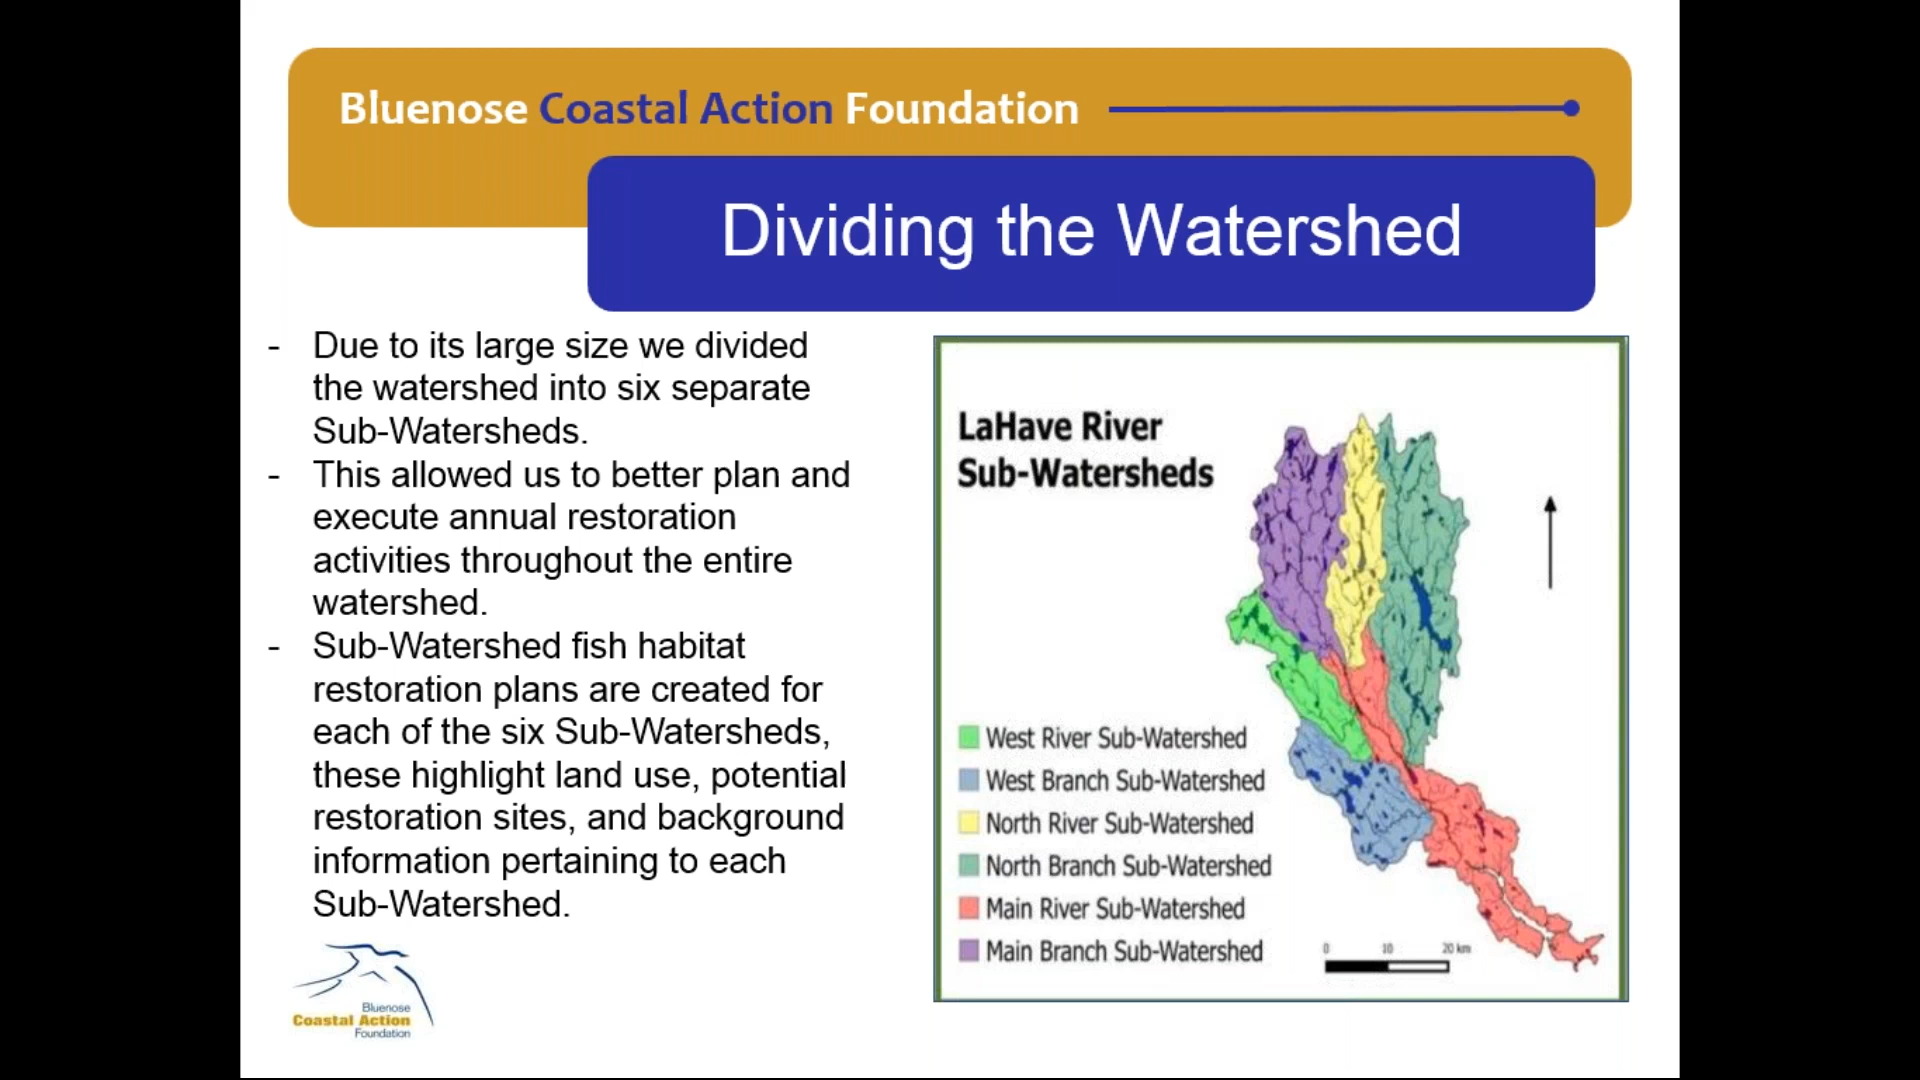 Bluenose Coastal Action Foundation
Dividing the Watershed
- Due to its large size we divided
the watershed into six separate
Sub-Watersheds.
- This allowed us to better plan and
execute annual restoration
activities throughout the entire
watershed.
- Sub-Watershed fish habitat
restoration plans are created for
each of the six Sub-Watersheds,
these highlight land use, potential
restoration sites, and background
information pertaining to each
Sub-Watershed.
LaHave River
Sub-Watersheds
West River Sub-Watershed
West Branch Sub-Watershed
North River Sub-Watershed
North Branch Sub-Watershed
Main River Sub-Watershed
Main Branch Sub-Watershed
0 10 20 km
Bluenose
Coastal Action
Foundation